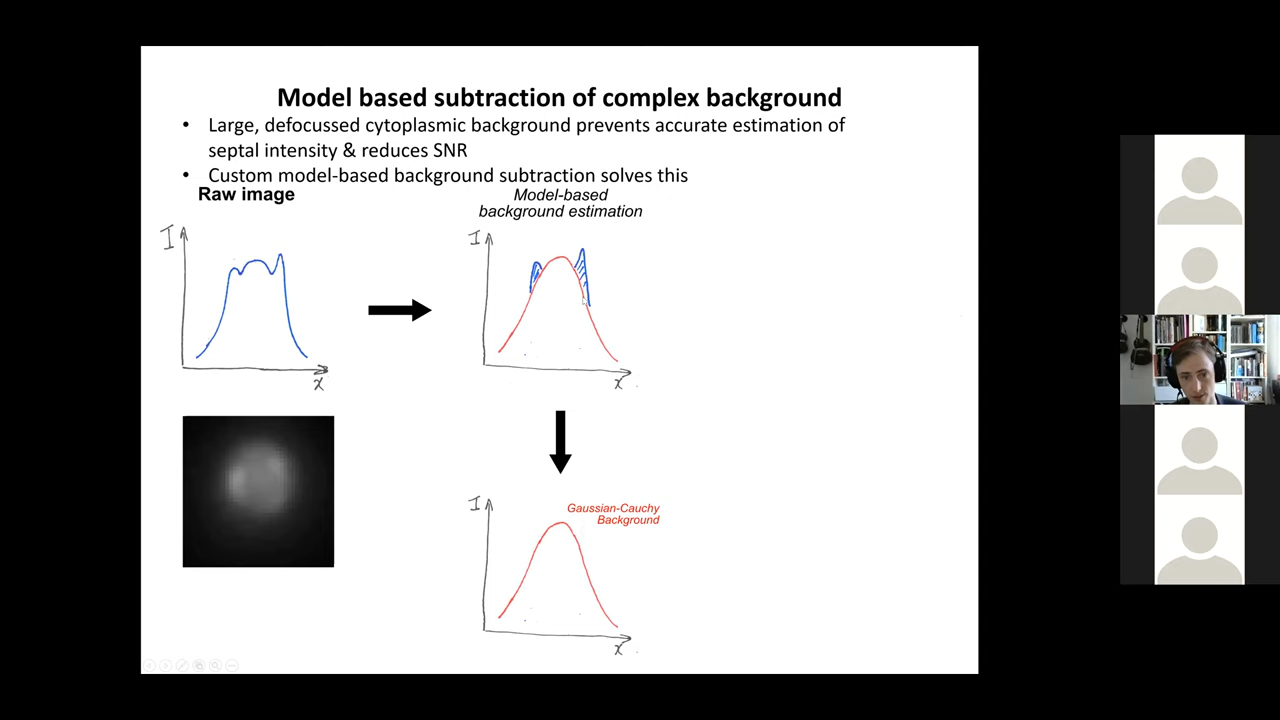 Model based subtraction of complex background
• Large, defocussed cytoplasmic background prevents accurate estimation of
septal intensity & reduces SNR
• Custom model-based background subtraction solves this
Raw image
Model-based
background estimation
I
x
I
x
I
Gaussian-Cauchy
Background
x